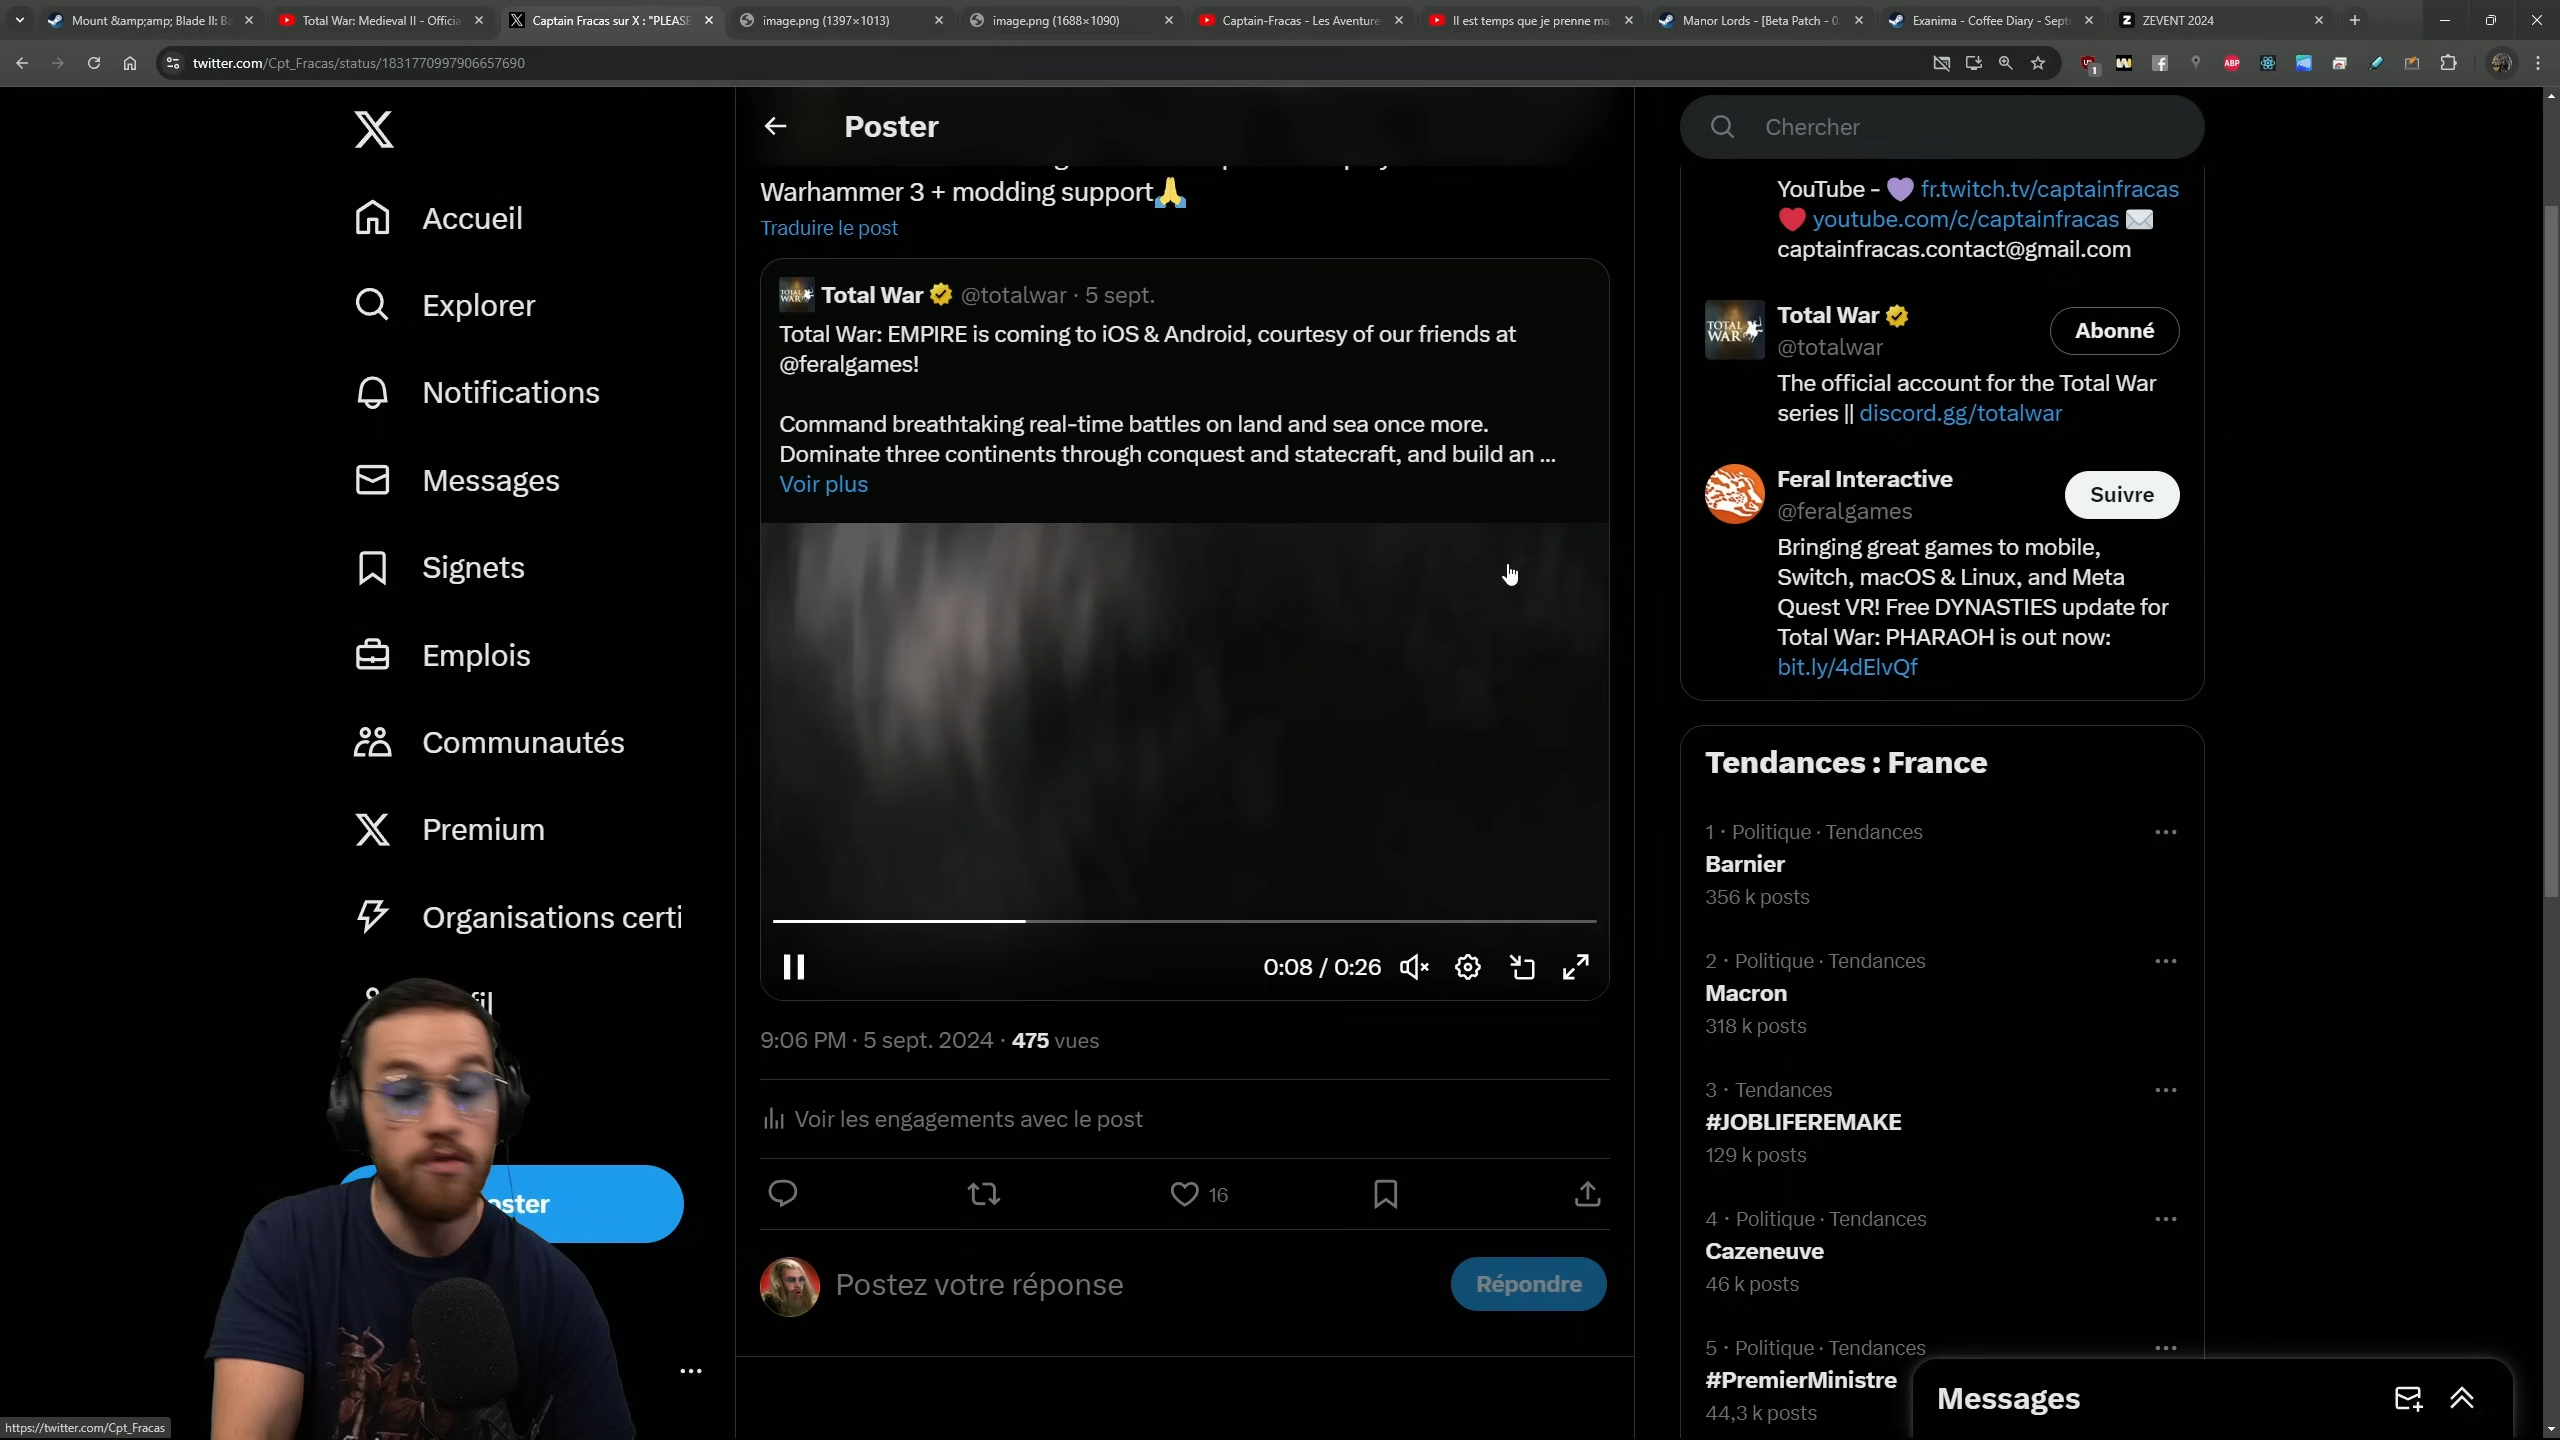 Mount &amp;amp; Blade II: Ba
Total War: Medieval II - Officia
Captain Fracas sur X : "PLEASE
image.png (1397×1013)
image.png (1688×1090)
Captain-Fracas - Les Aventure
Il est temps que je prenne ma
Manor Lords - [Beta Patch - 0.
Exanima - Coffee Diary - Sept
ZEVENT 2024
twitter.com/Cpt_Fracas/status/1831770997906657690
Accueil
Explorer
Notifications
Messages
Signets
Emplois
Communautés
Premium
Organisations certi
Poster
Warhammer 3 + modding support🙏
Traduire le post
Total War @totalwar · 5 sept.
Total War: EMPIRE is coming to iOS & Android, courtesy of our friends at
@feralgames!
Command breathtaking real-time battles on land and sea once more.
Dominate three continents through conquest and statecraft, and build an ...
Voir plus
0:08 / 0:26
9:06 PM · 5 sept. 2024 · 475 vues
Voir les engagements avec le post
16
Postez votre réponse
Répondre
Chercher
YouTube - 💜 fr.twitch.tv/captainfracas
❤️ youtube.com/c/captainfracas ✉️
captainfracas.contact@gmail.com
Total War
Abonné
@totalwar
The official account for the Total War
series || discord.gg/totalwar
Feral Interactive
Suivre
@feralgames
Bringing great games to mobile,
Switch, macOS & Linux, and Meta
Quest VR! Free DYNASTIES update for
Total War: PHARAOH is out now:
bit.ly/4dElvQf
Tendances : France
1 · Politique · Tendances
Barnier
356 k posts
2 · Politique · Tendances
Macron
318 k posts
3 · Tendances
#JOBLIFEREMAKE
129 k posts
4 · Politique · Tendances
Cazeneuve
46 k posts
5 · Politique · Tendances
#PremierMinistre
44,3 k posts
Messages
https://twitter.com/Cpt_Fracas